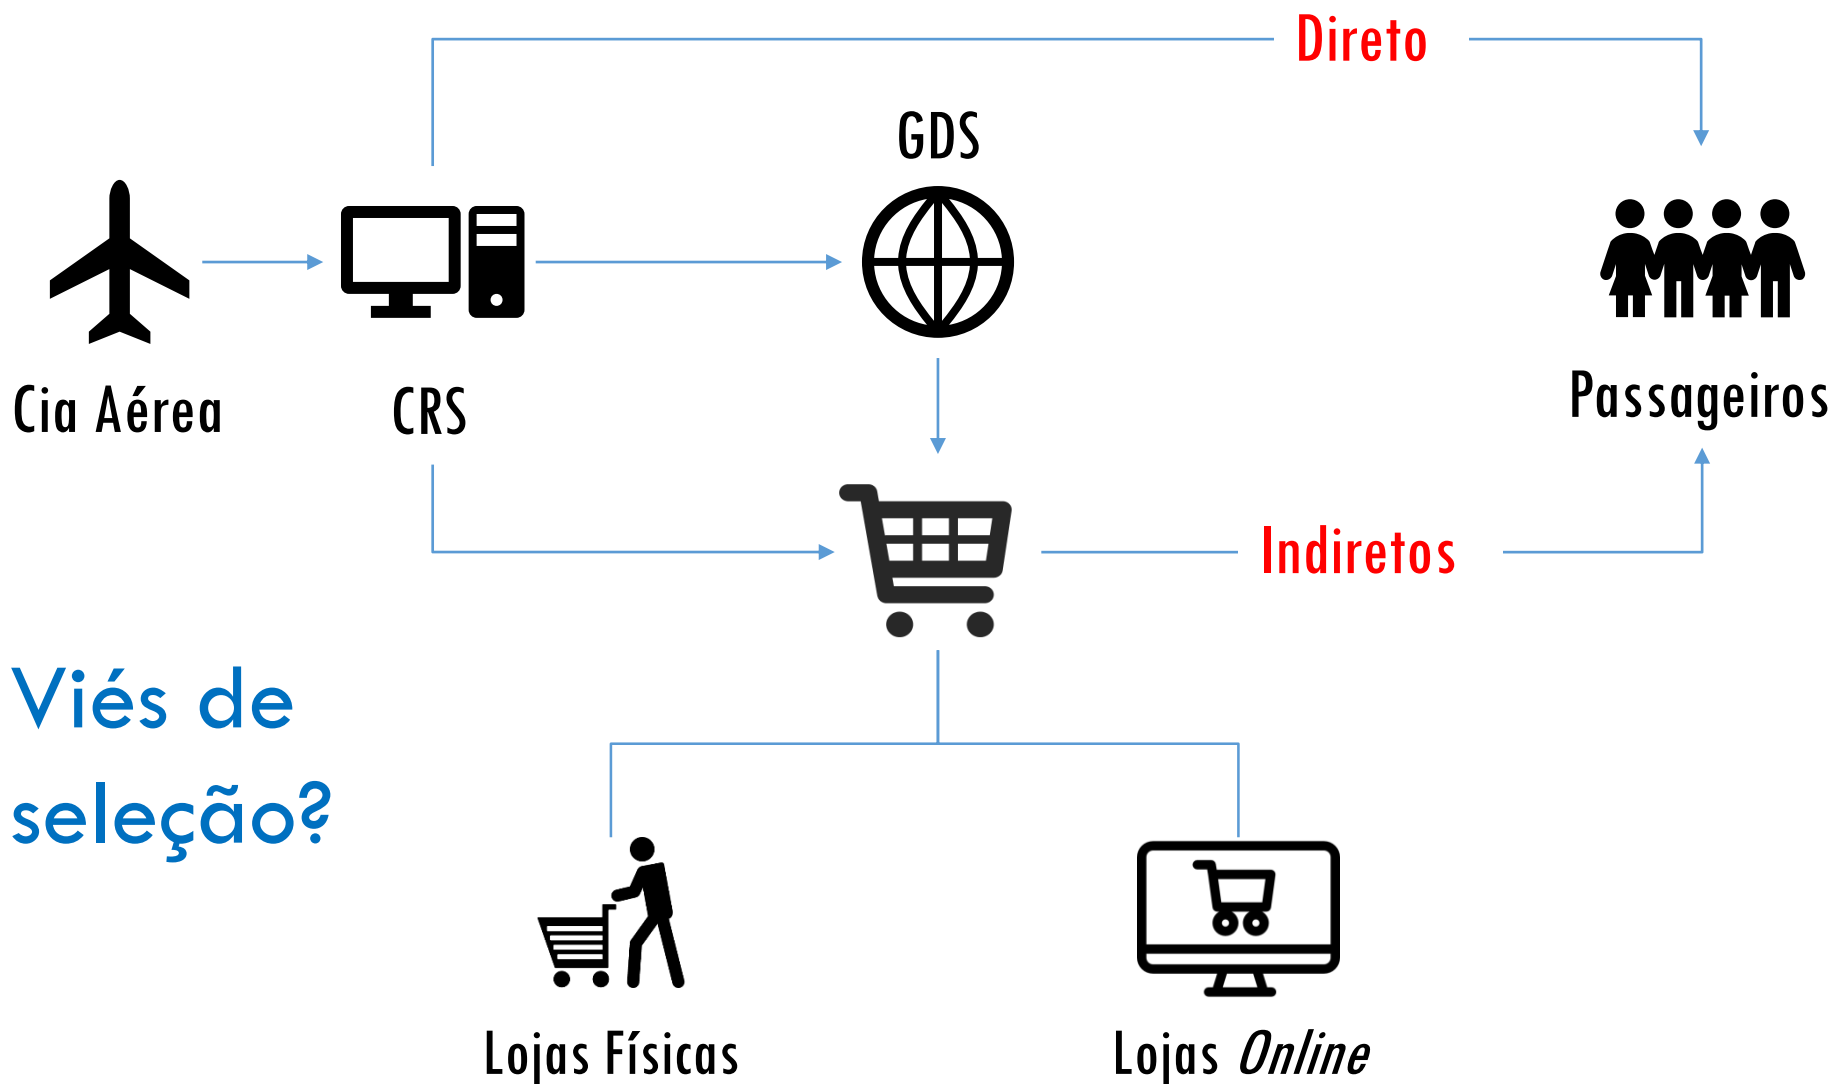 Direto
GDS
Cia Aérea
CRS
Passageiros
Indiretos
Viés de
seleção?
Lojas Físicas
Lojas Online